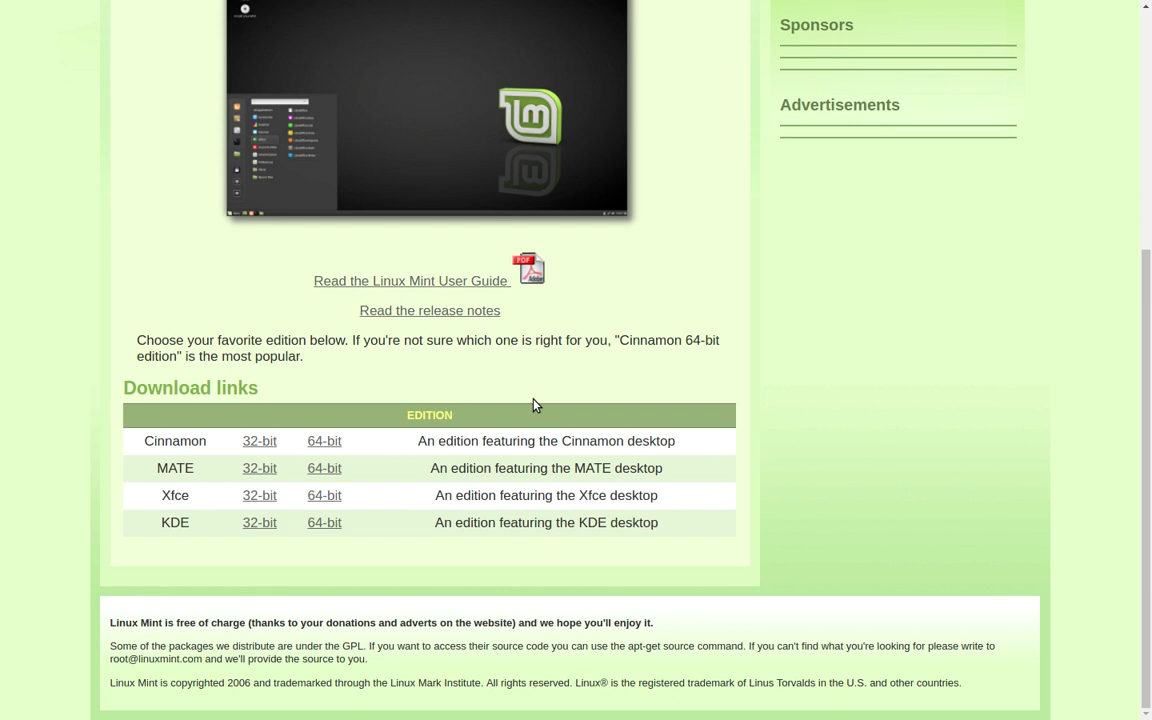 Sponsors
Advertisements
Read the Linux Mint User Guide
PDF
Adobe
Read the release notes
Choose your favorite edition below. If you're not sure which one is right for you, "Cinnamon 64-bit
edition" is the most popular.
Download links
EDITION
Cinnamon 32-bit 64-bit An edition featuring the Cinnamon desktop
MATE 32-bit 64-bit An edition featuring the MATE desktop
Xfce 32-bit 64-bit An edition featuring the Xfce desktop
KDE 32-bit 64-bit An edition featuring the KDE desktop
Linux Mint is free of charge (thanks to your donations and adverts on the website) and we hope you'll enjoy it.
Some of the packages we distribute are under the GPL. If you want to access their source code you can use the apt-get source command. If you can't find what you're looking for please write to
root@linuxmint.com and we'll provide the source to you.
Linux Mint is copyrighted 2006 and trademarked through the Linux Mark Institute. All rights reserved. Linux® is the registered trademark of Linus Torvalds in the U.S. and other countries.